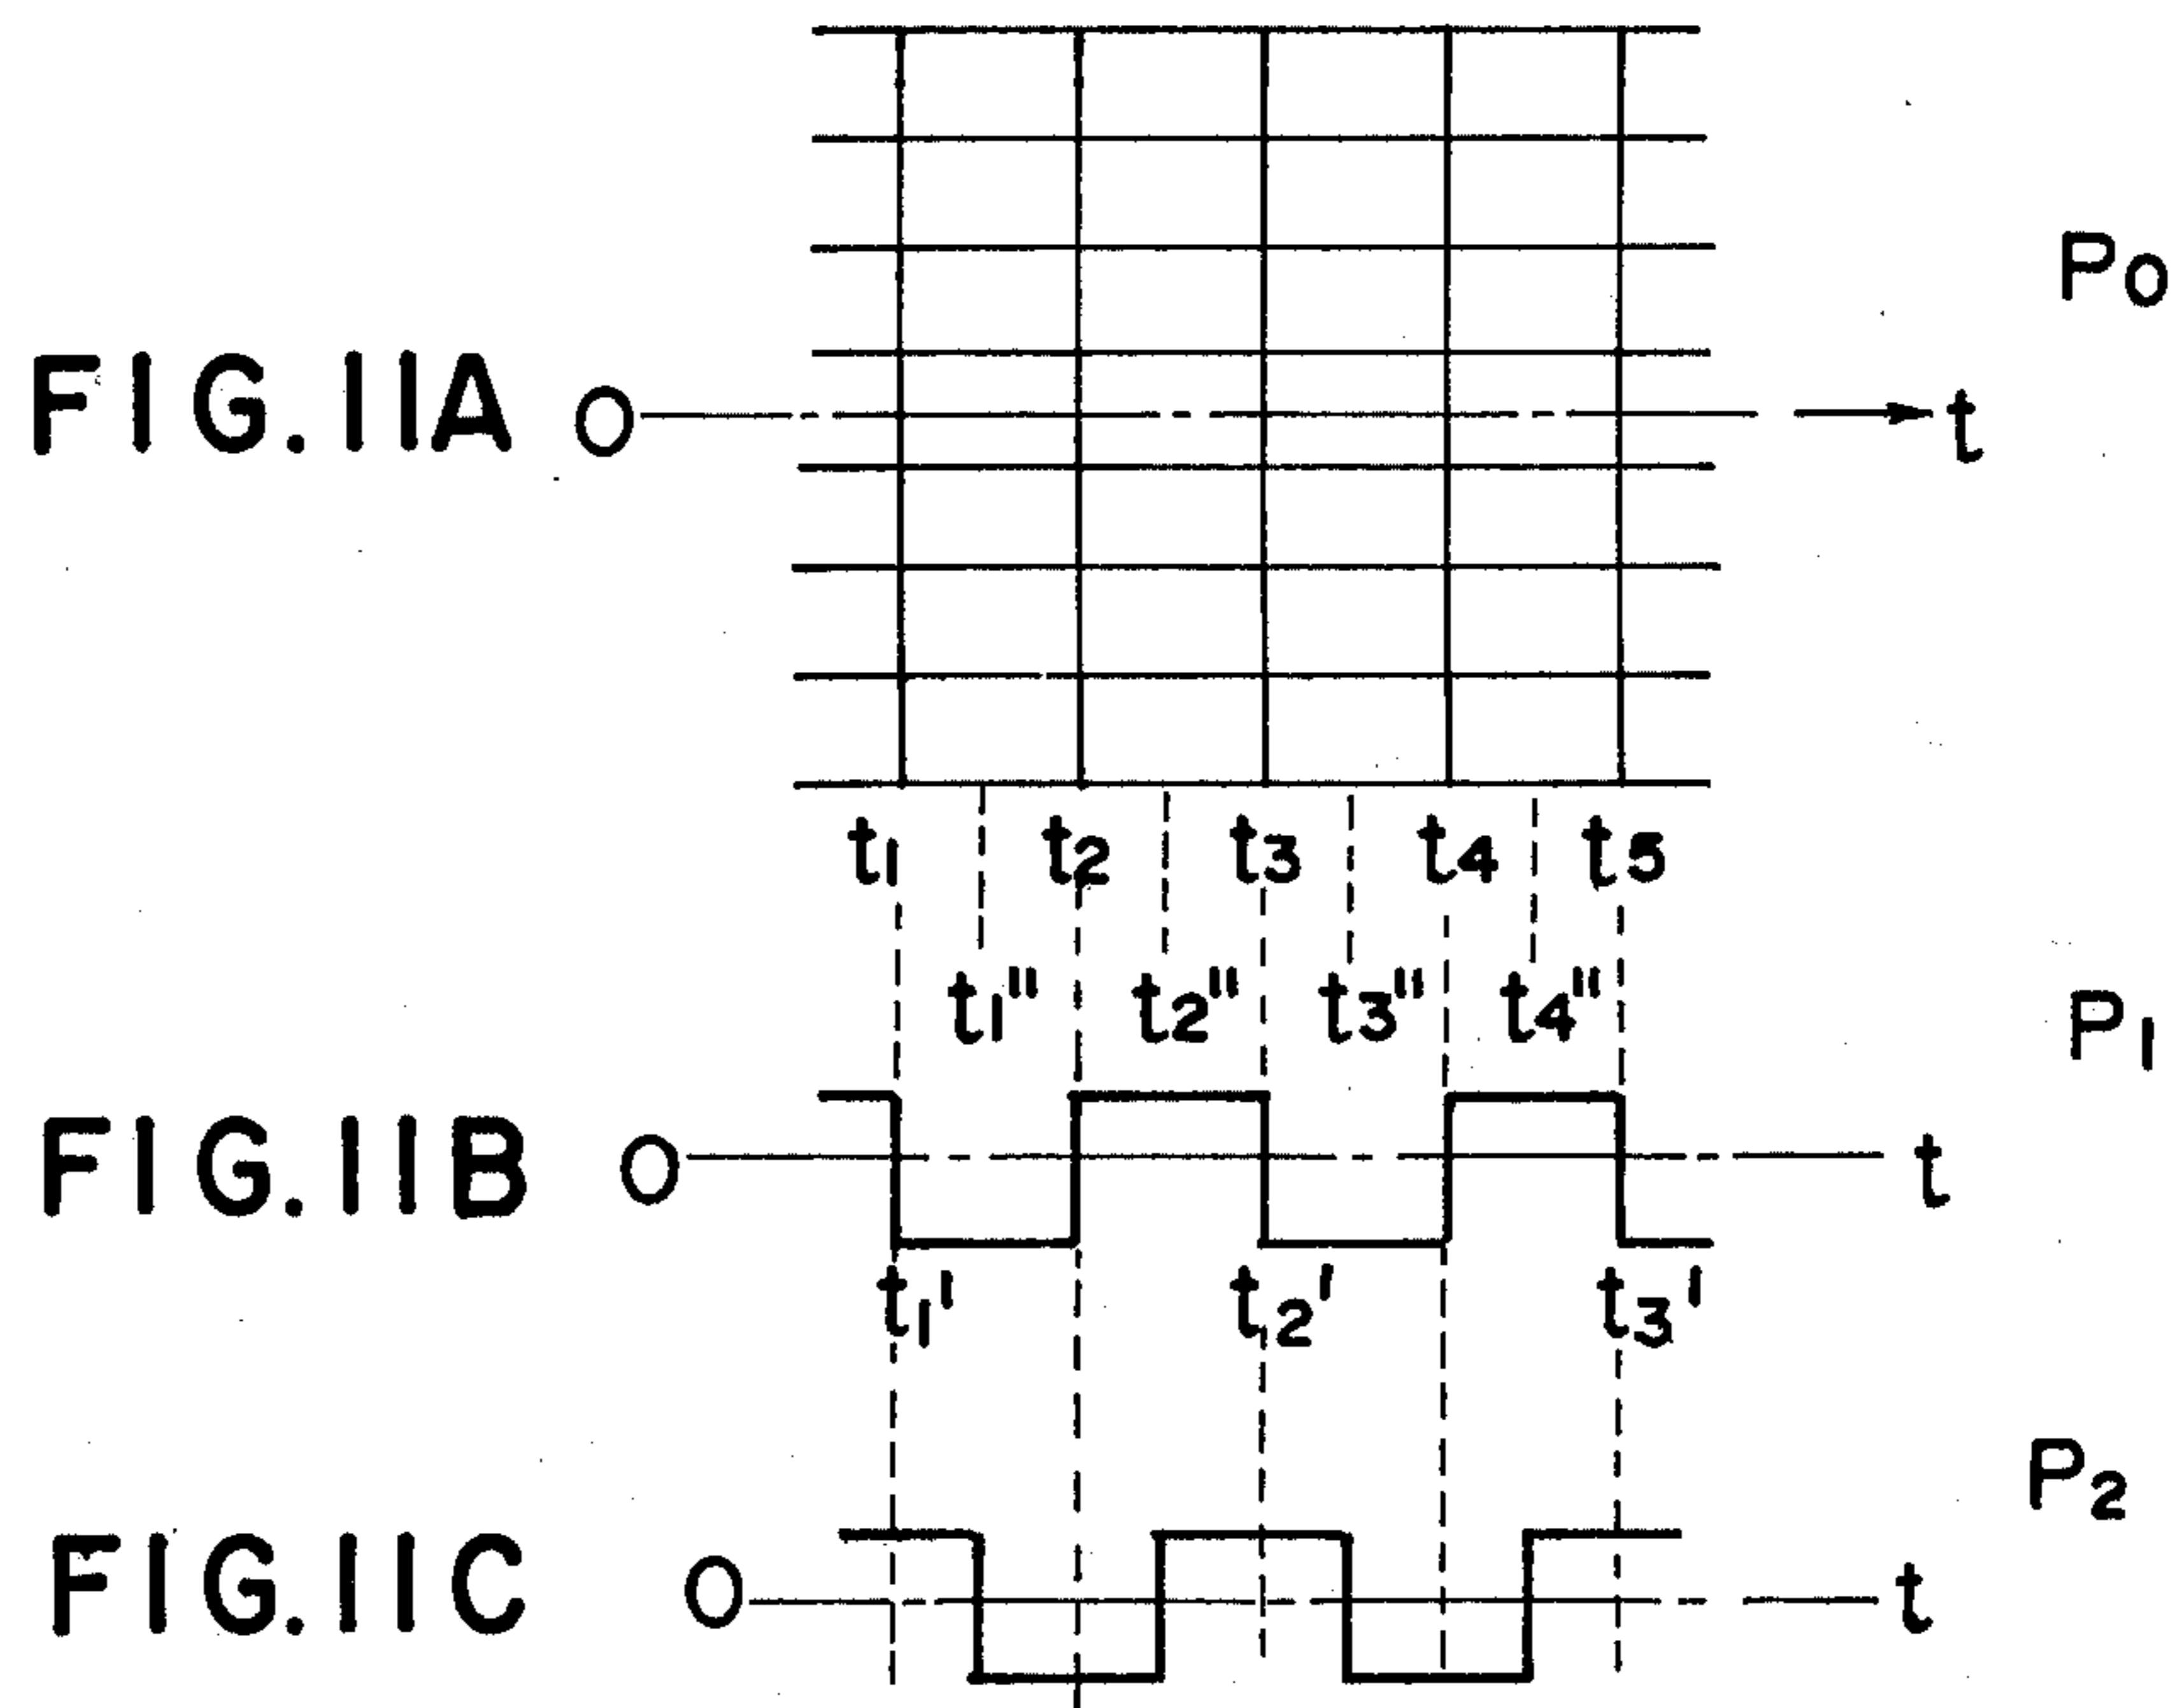 P0
FIG.11A O t
t1 t2 t3 t4 t5
t1" t2" t3" t4"
P1
FIG.11B O t
t1' t2' t3'
P2
FIG.11C O t